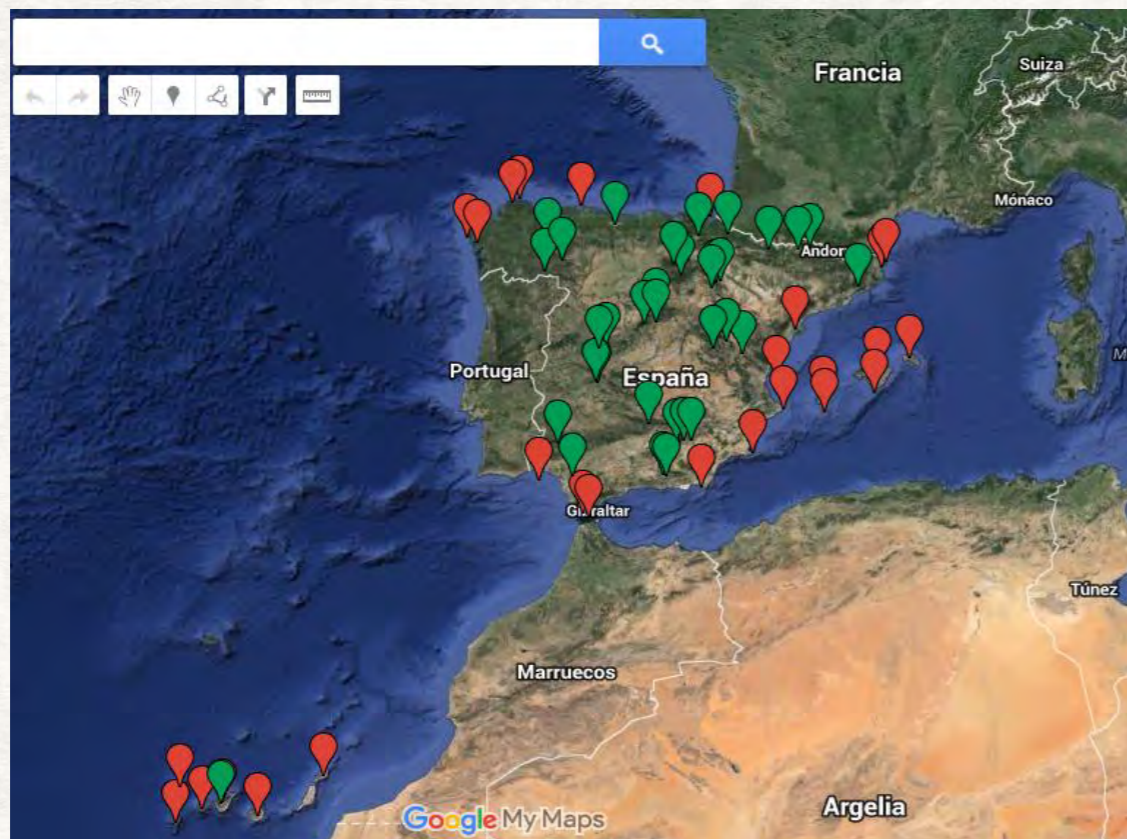 Francia
Suiza
Mónaco
Andorr
Portugal
España
Gibraltar
Túnez
Marruecos
Argelia
Google My Maps